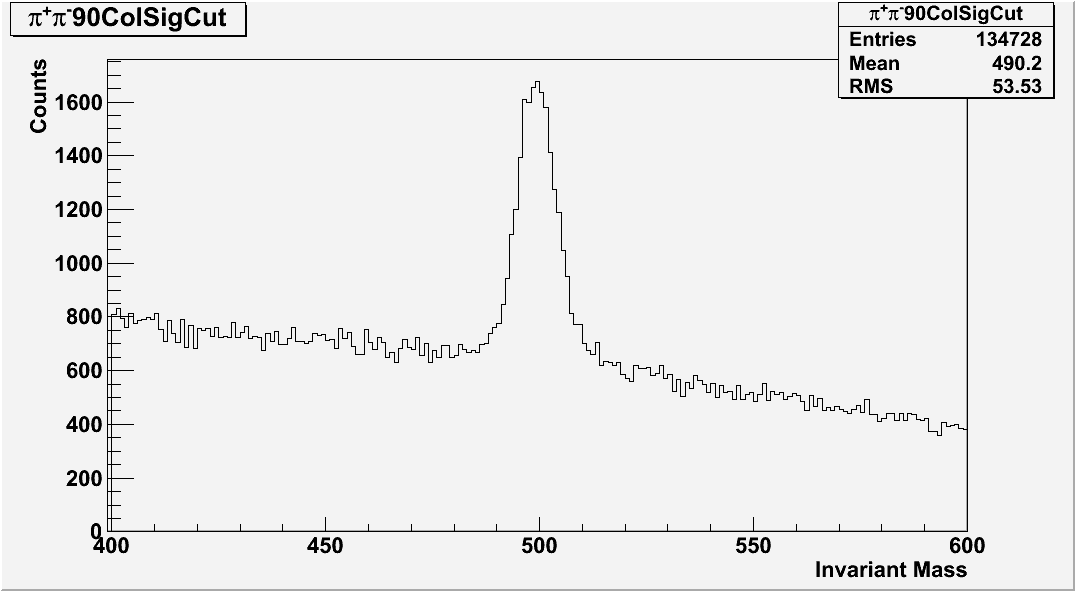 π⁺π⁻90ColSigCut
π⁺π⁻90ColSigCut
Entries 134728
Mean 490.2
RMS 53.53
Counts
1600
1400
1200
1000
800
600
400
200
0
400 450 500 550 600
Invariant Mass